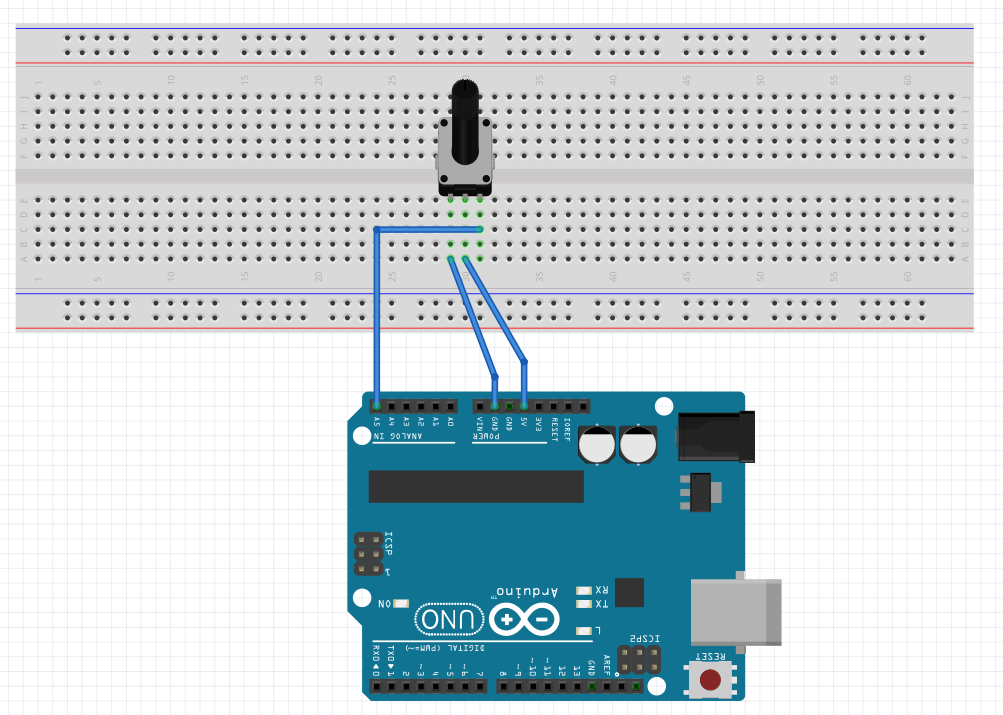 1 5 10 15 20 25 30 35 40 45 50 55 60
J J
I I
H H
G G
F F
E E
D D
C C
B B
A A
1 5 10 15 20 25 30 35 40 45 50 55 60
A5 A4 A3 A2 A1 A0 VIN GND GND 5V 3V3 RESET IOREF
ANALOG IN POWER
ICSP
1
RX
Arduino™
TX
ON
UNO
L
ICSP2
DIGITAL (PWM=~)
RESET
RXD◄0 TXD►1 2 ~3 4 ~5 ~6 7 8 ~9 ~10 ~11 12 13 GND AREF